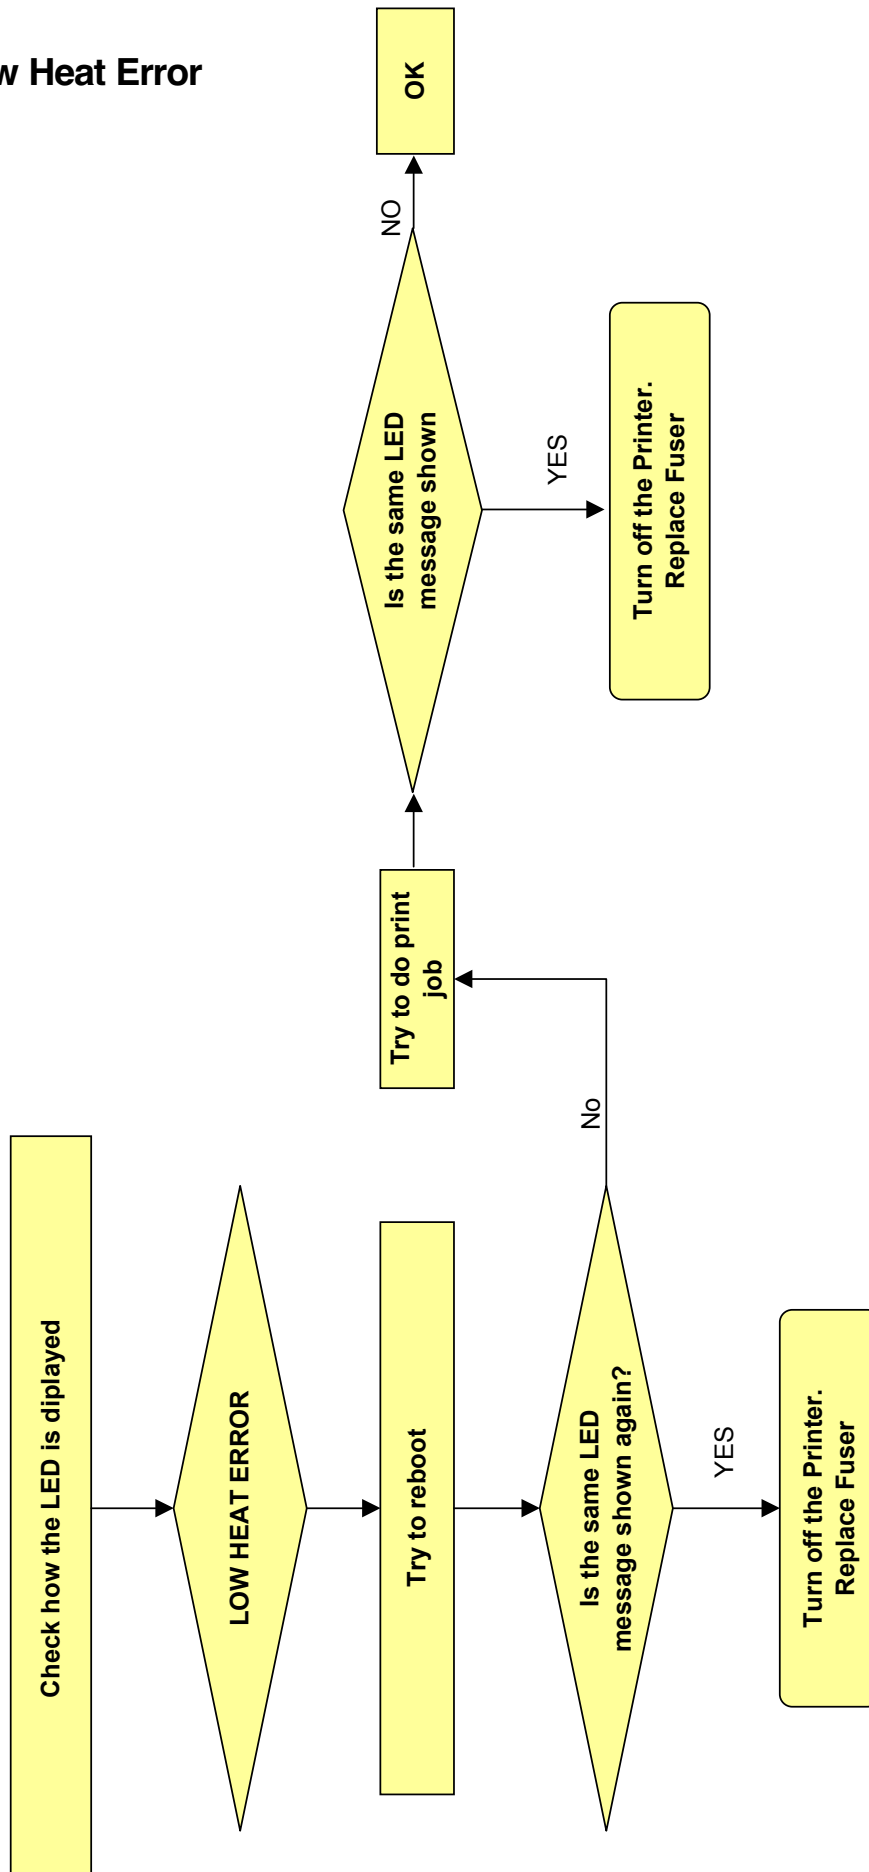 w Heat Error
Check how the LED is diplayed
LOW HEAT ERROR
Try to reboot
Is the same LED
message shown again?
YES
Turn off the Printer.
Replace Fuser
No
Try to do print
job
Is the same LED
message shown
YES
Turn off the Printer.
Replace Fuser
NO
OK